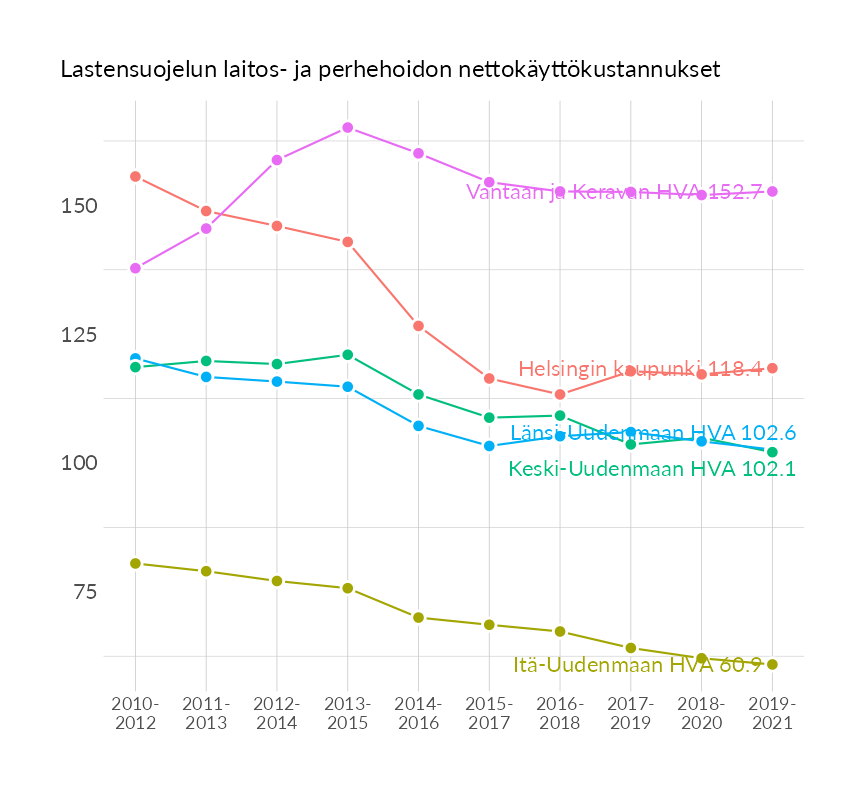 Lastensuojelun laitos- ja perhehoidon nettokäyttökustannukset
150
125
100
75
Vantaan ja Keravan HVA 152.7
Helsingin kaupunki 118.4
Länsi-Uudenmaan HVA 102.6
Keski-Uudenmaan HVA 102.1
Itä-Uudenmaan HVA 60.9
2010- 2011- 2012- 2013- 2014- 2015- 2016- 2017- 2018- 2019-
2012 2013 2014 2015 2016 2017 2018 2019 2020 2021